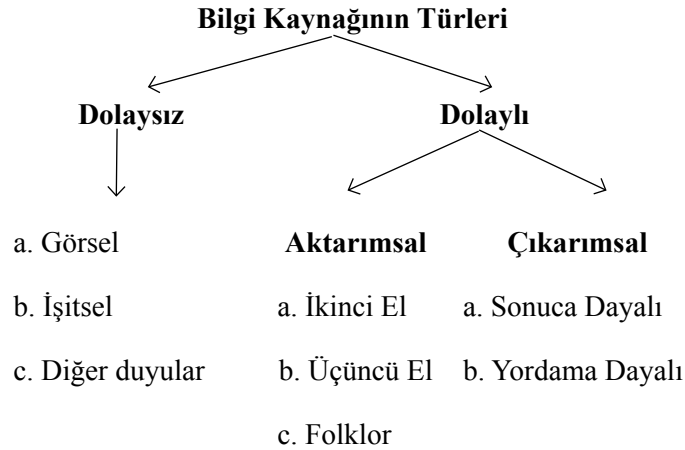 Bilgi Kaynağının Türleri
Dolaysız Dolaylı
a. Görsel Aktarımsal Çıkarımsal
b. İşitsel a. İkinci El a. Sonuca Dayalı
c. Diğer duyular b. Üçüncü El b. Yordama Dayalı
c. Folklor